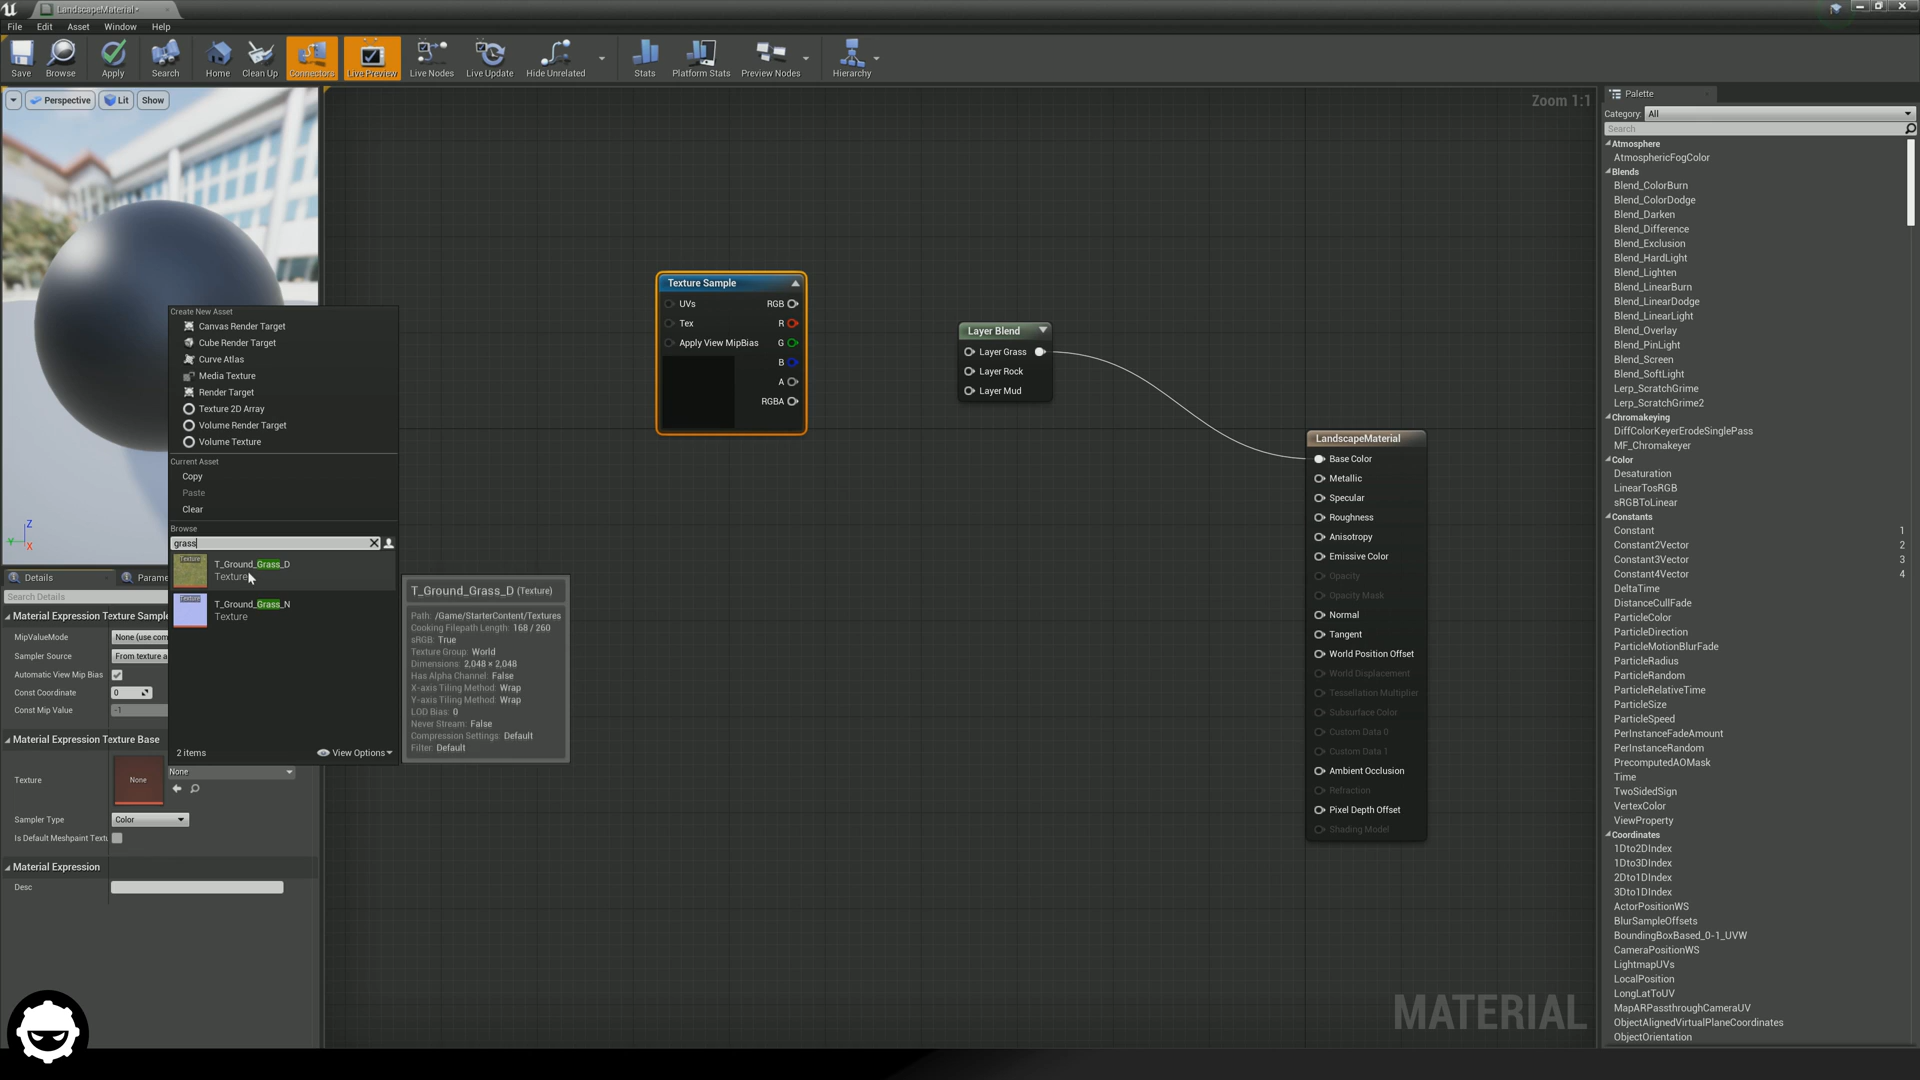 LandscapeMaterial*
File Edit Asset Window Help
Save Browse Apply Search Home Clean Up Connectors Live Preview Live Nodes Live Update Hide Unrelated Stats Platform Stats Preview Nodes Hierarchy
Perspective Lit Show
Zoom 1:1
Texture Sample
UVs RGB
Tex R
Apply View MipBias G
B
A
RGBA
Layer Blend
Layer Grass
Layer Rock
Layer Mud
LandscapeMaterial
Base Color
Metallic
Specular
Roughness
Anisotropy
Emissive Color
Opacity
Opacity Mask
Normal
Tangent
World Position Offset
World Displacement
Tessellation Multiplier
Subsurface Color
Custom Data 0
Custom Data 1
Ambient Occlusion
Refraction
Pixel Depth Offset
Shading Model
MATERIAL
Create New Asset
Canvas Render Target
Cube Render Target
Curve Atlas
Media Texture
Render Target
Texture 2D Array
Volume Render Target
Volume Texture
Current Asset
Copy
Paste
Clear
Browse
grass
Texture
T_Ground_Grass_D
Texture
Texture
T_Ground_Grass_N
Texture
2 items View Options
T_Ground_Grass_D (Texture)
Path: /Game/StarterContent/Textures
Cooking Filepath Length: 168 / 260
sRGB: True
Texture Group: World
Dimensions: 2,048 × 2,048
Has Alpha Channel: False
X-axis Tiling Method: Wrap
Y-axis Tiling Method: Wrap
LOD Bias: 0
Never Stream: False
Compression Settings: Default
Filter: Default
Z
Y
X
Details Parame
Search Details
Material Expression Texture Sample
MipValueMode None (use com
Sampler Source From texture a
Automatic View Mip Bias
Const Coordinate 0
Const Mip Value -1
Material Expression Texture Base
Texture None None
Sampler Type Color
Is Default Meshpaint Textu
Material Expression
Desc
Palette
Category: All
Search
Atmosphere
AtmosphericFogColor
Blends
Blend_ColorBurn
Blend_ColorDodge
Blend_Darken
Blend_Difference
Blend_Exclusion
Blend_HardLight
Blend_Lighten
Blend_LinearBurn
Blend_LinearDodge
Blend_LinearLight
Blend_Overlay
Blend_PinLight
Blend_Screen
Blend_SoftLight
Lerp_ScratchGrime
Lerp_ScratchGrime2
Chromakeying
DiffColorKeyerErodeSinglePass
MF_Chromakeyer
Color
Desaturation
LinearTosRGB
sRGBToLinear
Constants
Constant 1
Constant2Vector 2
Constant3Vector 3
Constant4Vector 4
DeltaTime
DistanceCullFade
ParticleColor
ParticleDirection
ParticleMotionBlurFade
ParticleRadius
ParticleRandom
ParticleRelativeTime
ParticleSize
ParticleSpeed
PerInstanceFadeAmount
PerInstanceRandom
PrecomputedAOMask
Time
TwoSidedSign
VertexColor
ViewProperty
Coordinates
1Dto2DIndex
1Dto3DIndex
2Dto1DIndex
3Dto1DIndex
ActorPositionWS
BlurSampleOffsets
BoundingBoxBased_0-1_UVW
CameraPositionWS
LightmapUVs
LocalPosition
LongLatToUV
MapARPassthroughCameraUV
ObjectAlignedVirtualPlaneCoordinates
ObjectOrientation